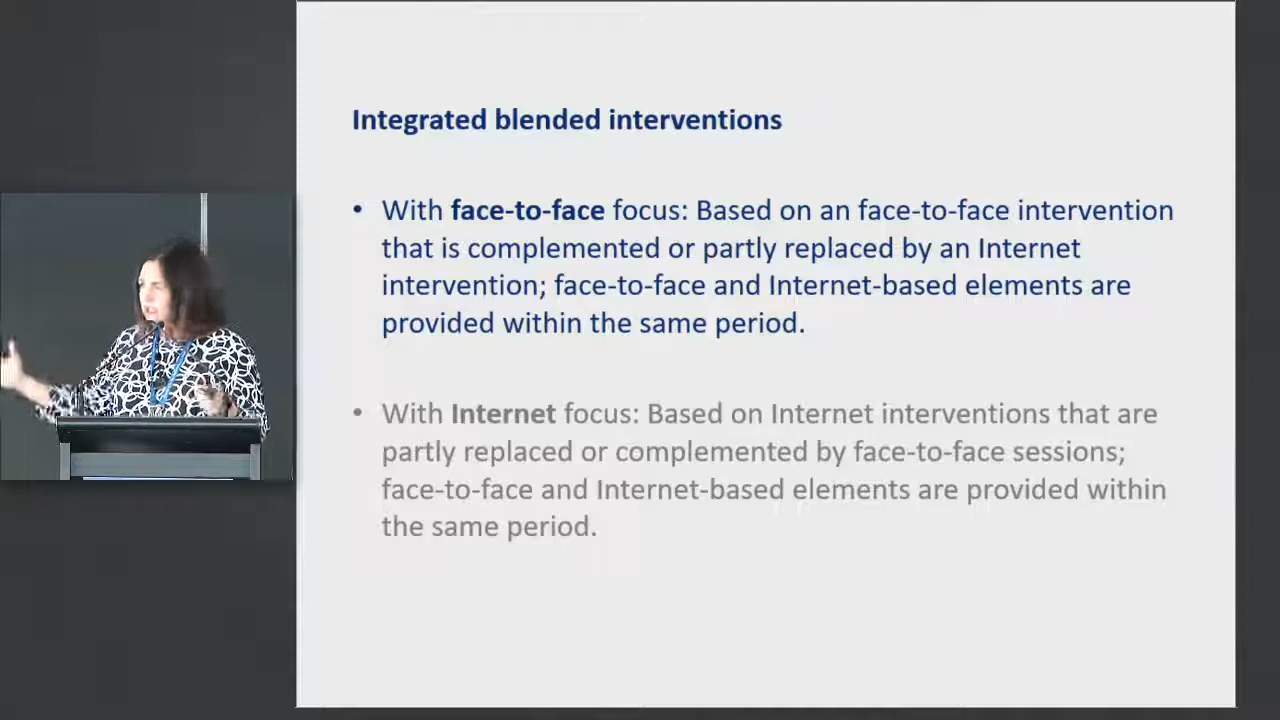 Integrated blended interventions
• With face-to-face focus: Based on an face-to-face intervention
that is complemented or partly replaced by an Internet
intervention; face-to-face and Internet-based elements are
provided within the same period.
• With Internet focus: Based on Internet interventions that are
partly replaced or complemented by face-to-face sessions;
face-to-face and Internet-based elements are provided within
the same period.